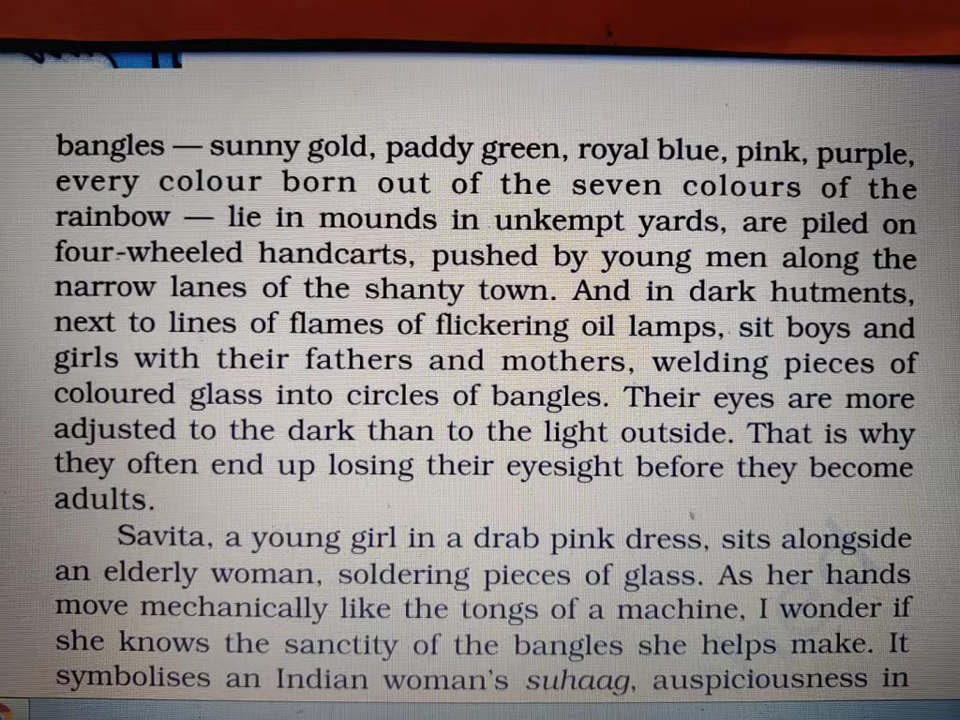 bangles — sunny gold, paddy green, royal blue, pink, purple,
every colour born out of the seven colours of the
rainbow — lie in mounds in unkempt yards, are piled on
four-wheeled handcarts, pushed by young men along the
narrow lanes of the shanty town. And in dark hutments,
next to lines of flames of flickering oil lamps, sit boys and
girls with their fathers and mothers, welding pieces of
coloured glass into circles of bangles. Their eyes are more
adjusted to the dark than to the light outside. That is why
they often end up losing their eyesight before they become
adults.
Savita, a young girl in a drab pink dress, sits alongside
an elderly woman, soldering pieces of glass. As her hands
move mechanically like the tongs of a machine, I wonder if
she knows the sanctity of the bangles she helps make. It
symbolises an Indian woman's suhaag, auspiciousness in